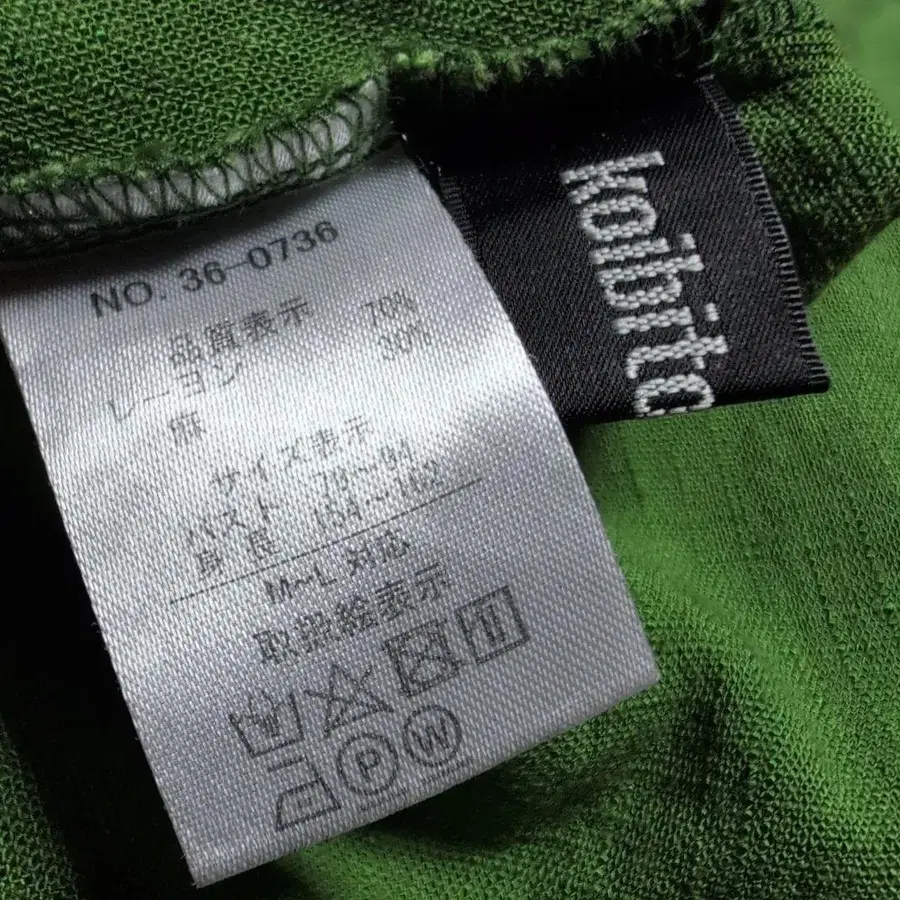 NO. 36-0736
品質表示
レーヨン 70%
麻 30%
サイズ表示
バスト 79~94
身長 154~162
M~L 対応
取扱絵表示
P W
kobito